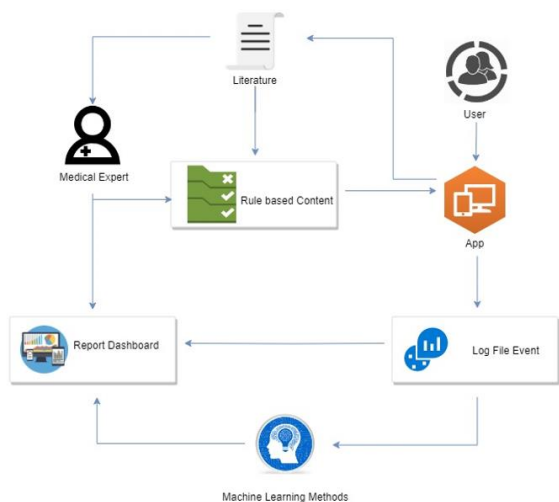 Literature
User
Medical Expert
Rule based Content
App
Report Dashboard
Log File Event
Machine Learning Methods